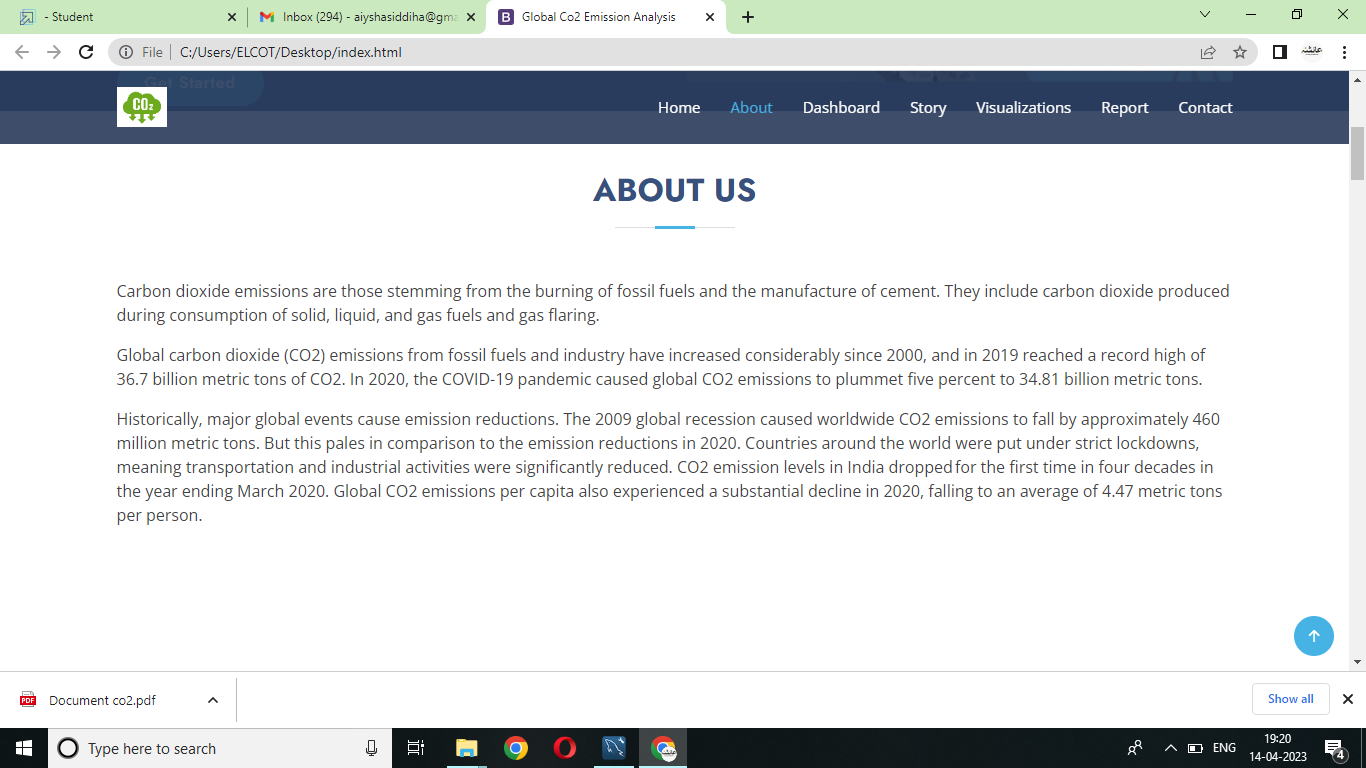 - Student
Inbox (294) - aiyshasiddiha@gma
Global Co2 Emission Analysis
File
C:/Users/ELCOT/Desktop/index.html
Get Started
CO2
Home
About
Dashboard
Story
Visualizations
Report
Contact
ABOUT US
Carbon dioxide emissions are those stemming from the burning of fossil fuels and the manufacture of cement. They include carbon dioxide produced
during consumption of solid, liquid, and gas fuels and gas flaring.
Global carbon dioxide (CO2) emissions from fossil fuels and industry have increased considerably since 2000, and in 2019 reached a record high of
36.7 billion metric tons of CO2. In 2020, the COVID-19 pandemic caused global CO2 emissions to plummet five percent to 34.81 billion metric tons.
Historically, major global events cause emission reductions. The 2009 global recession caused worldwide CO2 emissions to fall by approximately 460
million metric tons. But this pales in comparison to the emission reductions in 2020. Countries around the world were put under strict lockdowns,
meaning transportation and industrial activities were significantly reduced. CO2 emission levels in India dropped for the first time in four decades in
the year ending March 2020. Global CO2 emissions per capita also experienced a substantial decline in 2020, falling to an average of 4.47 metric tons
per person.
PDF
Document co2.pdf
Show all
Type here to search
ENG
19:20
14-04-2023
4